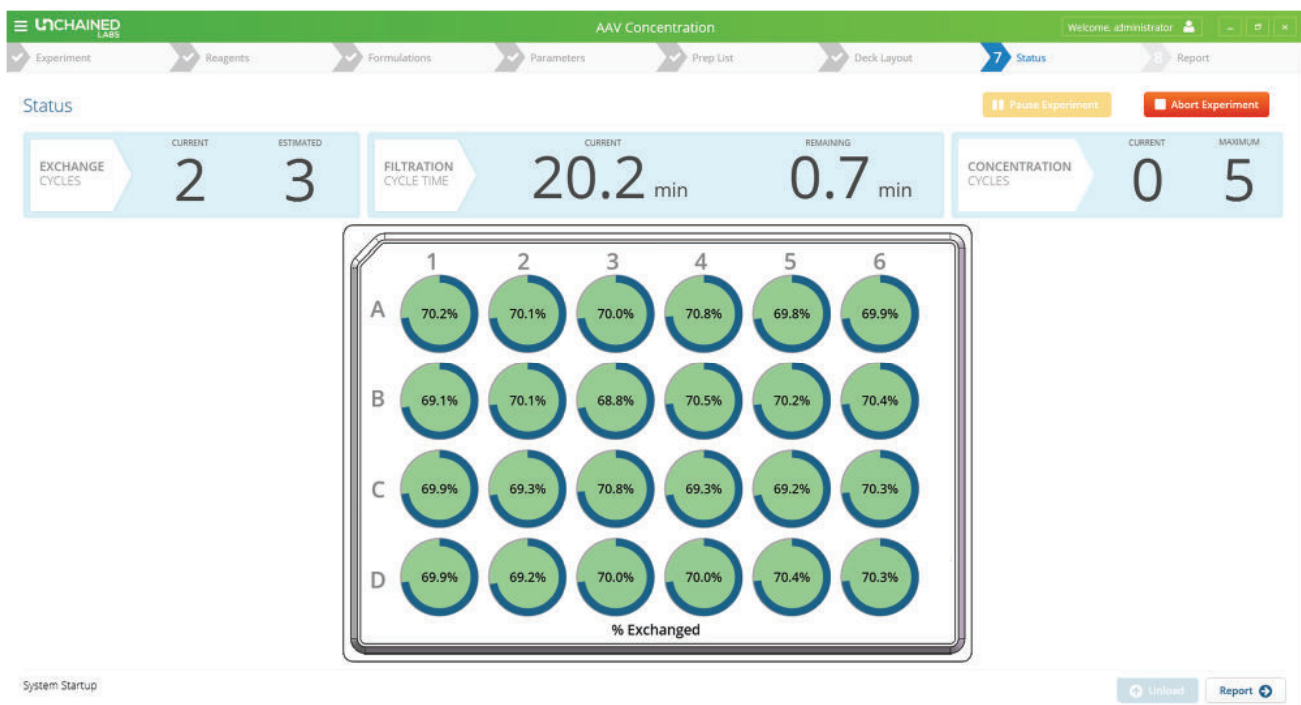 UNCHAINED LABS AAV Concentration Welcome, administrator
Experiment Reagents Formulations Parameters Prep List Deck Layout 7 Status 8 Report
Status Pause Experiment Abort Experiment
EXCHANGE CYCLES CURRENT 2 ESTIMATED 3
FILTRATION CYCLE TIME CURRENT 20.2 min REMAINING 0.7 min
CONCENTRATION CYCLES CURRENT 0 MAXIMUM 5
1 2 3 4 5 6
A 70.2% 70.1% 70.0% 70.8% 69.8% 69.9%
B 69.1% 70.1% 68.8% 70.5% 70.2% 70.4%
C 69.9% 69.3% 70.8% 69.3% 69.2% 70.3%
D 69.9% 69.2% 70.0% 70.0% 70.4% 70.3%
% Exchanged
System Startup Unload Report